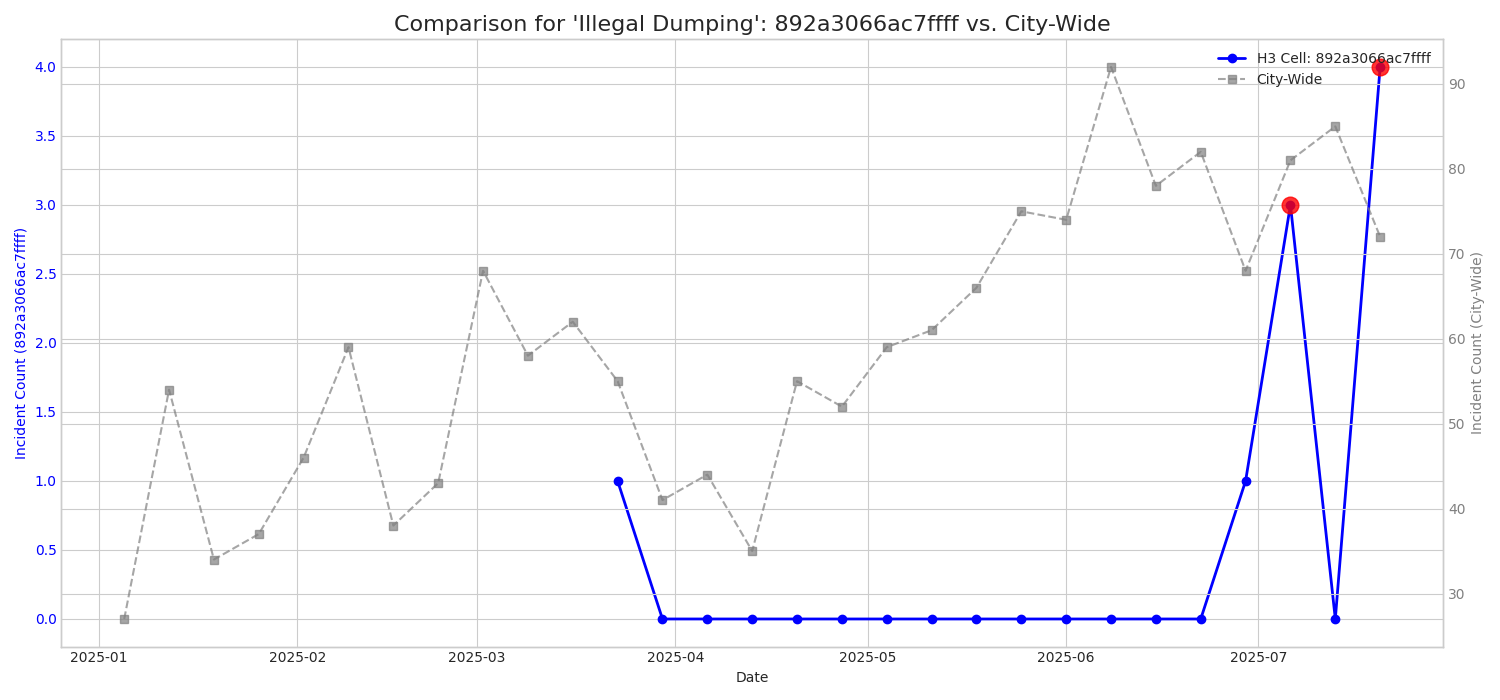 Comparison for 'Illegal Dumping': 892a3066ac7ffff vs. City-Wide
H3 Cell: 892a3066ac7ffff
City-Wide
Incident Count (892a3066ac7ffff)
4.0
3.5
3.0
2.5
2.0
1.5
1.0
0.5
0.0
90
80
70
60
50
40
30
Incident Count (City-Wide)
2025-01 2025-02 2025-03 2025-04 2025-05 2025-06 2025-07
Date